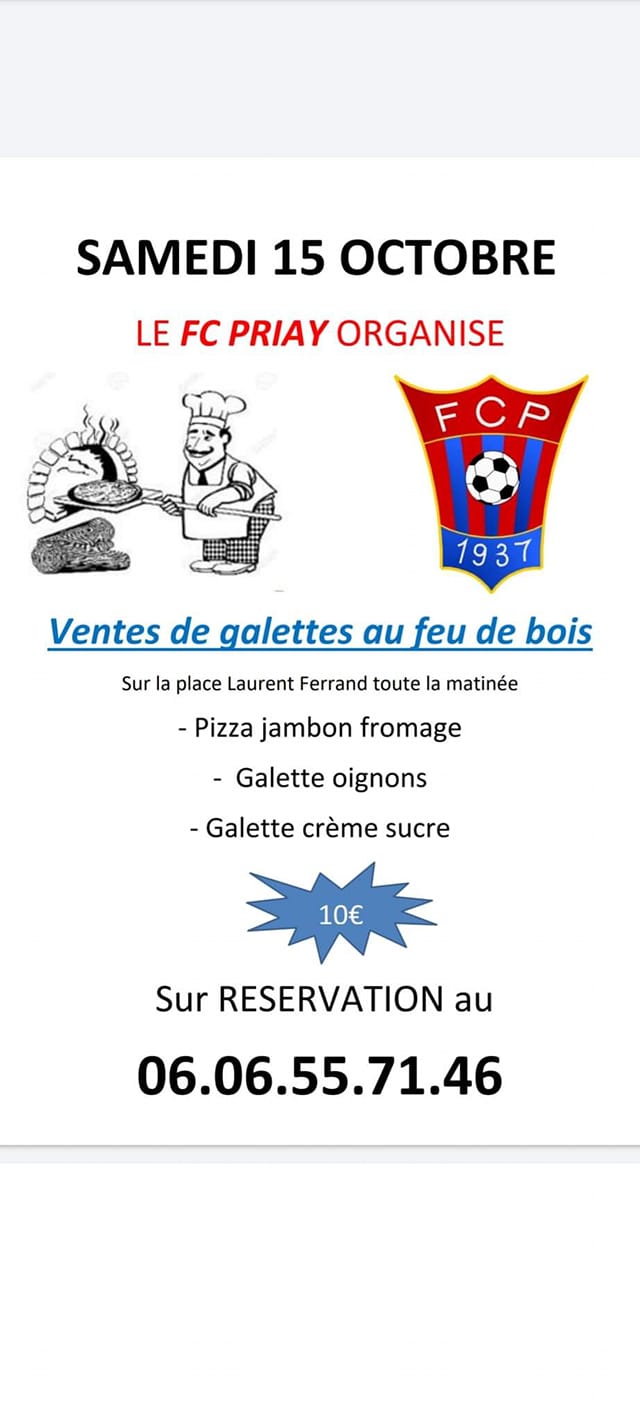 SAMEDI 15 OCTOBRE
LE FC PRIAY ORGANISE
FCP
1937
Ventes de galettes au feu de bois
Sur la place Laurent Ferrand toute la matinée
- Pizza jambon fromage
- Galette oignons
- Galette crème sucre
10€
Sur RESERVATION au
06.06.55.71.46